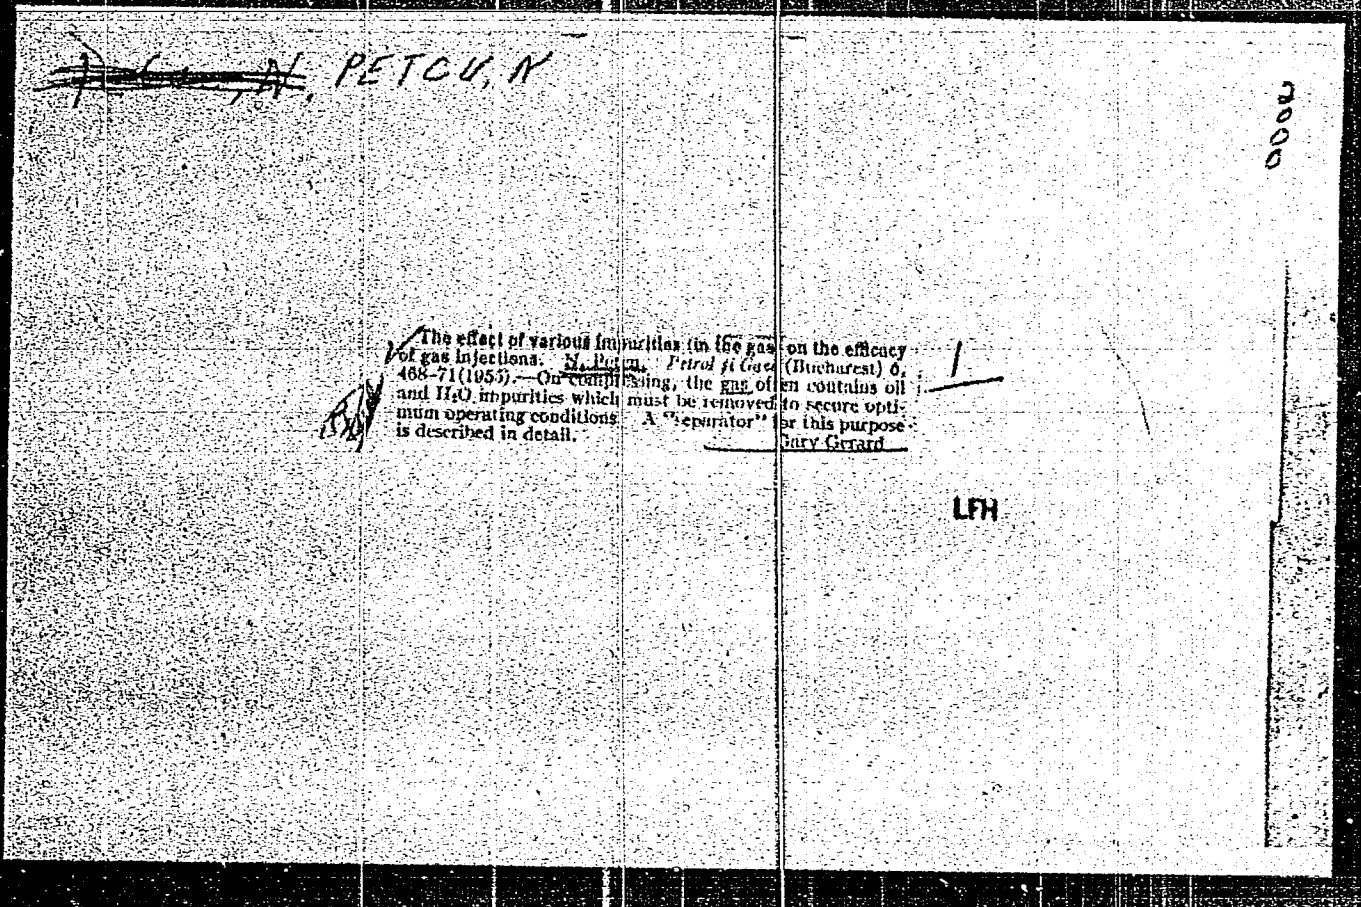 N. PETCU, N
2000
The effect of various impurities (in the gas) on the efficacy
of gas injections. N. Petcu. Petrol şi Gaze (Bucharest) 6,
468-71(1955).—On compressing, the gas often contains oil
and H₂O impurities which must be removed to secure opti-
mum operating conditions. A "separator" for this purpose
is described in detail.
Gary Gerard
1
LFH